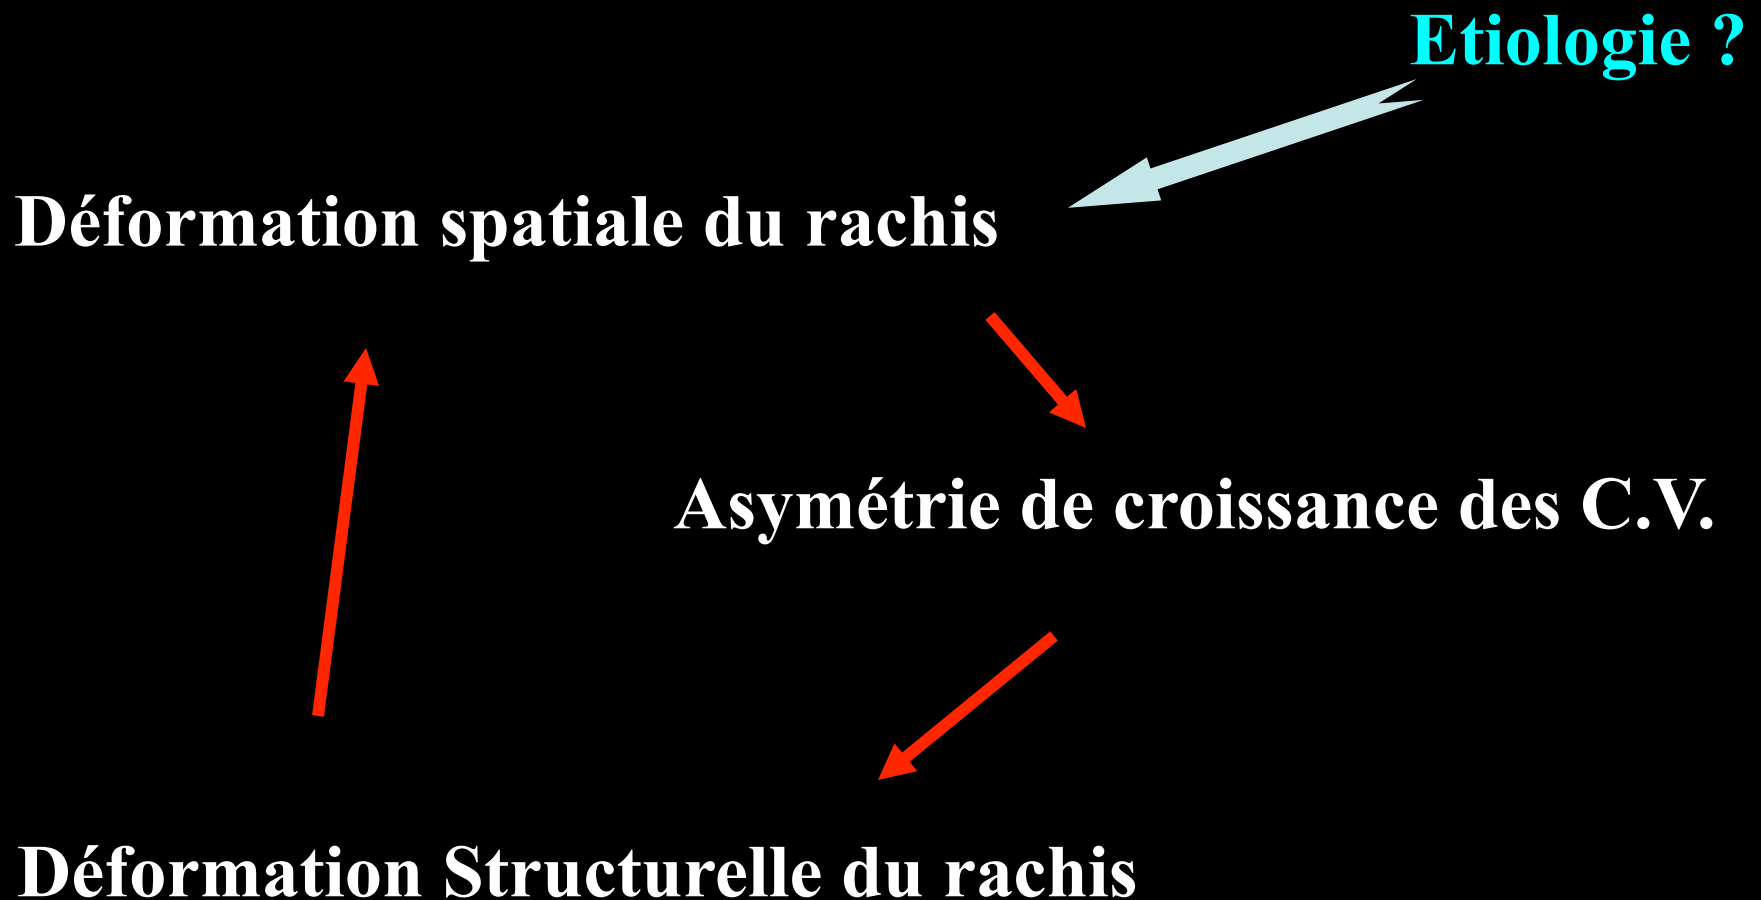 Etiologie ?
Déformation spatiale du rachis
Asymétrie de croissance des C.V.
Déformation Structurelle du rachis